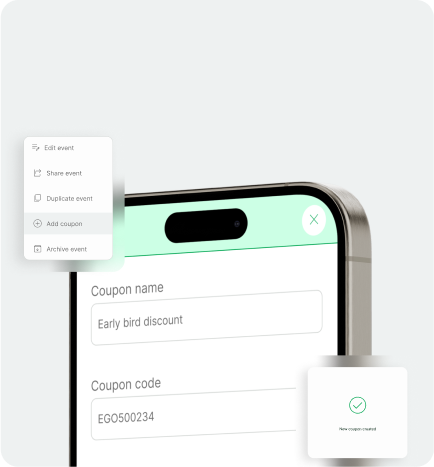 Edit event
Share event
Duplicate event
Add coupon
Archive event
Coupon name
Early bird discount
Coupon code
EGO500234
New coupon created